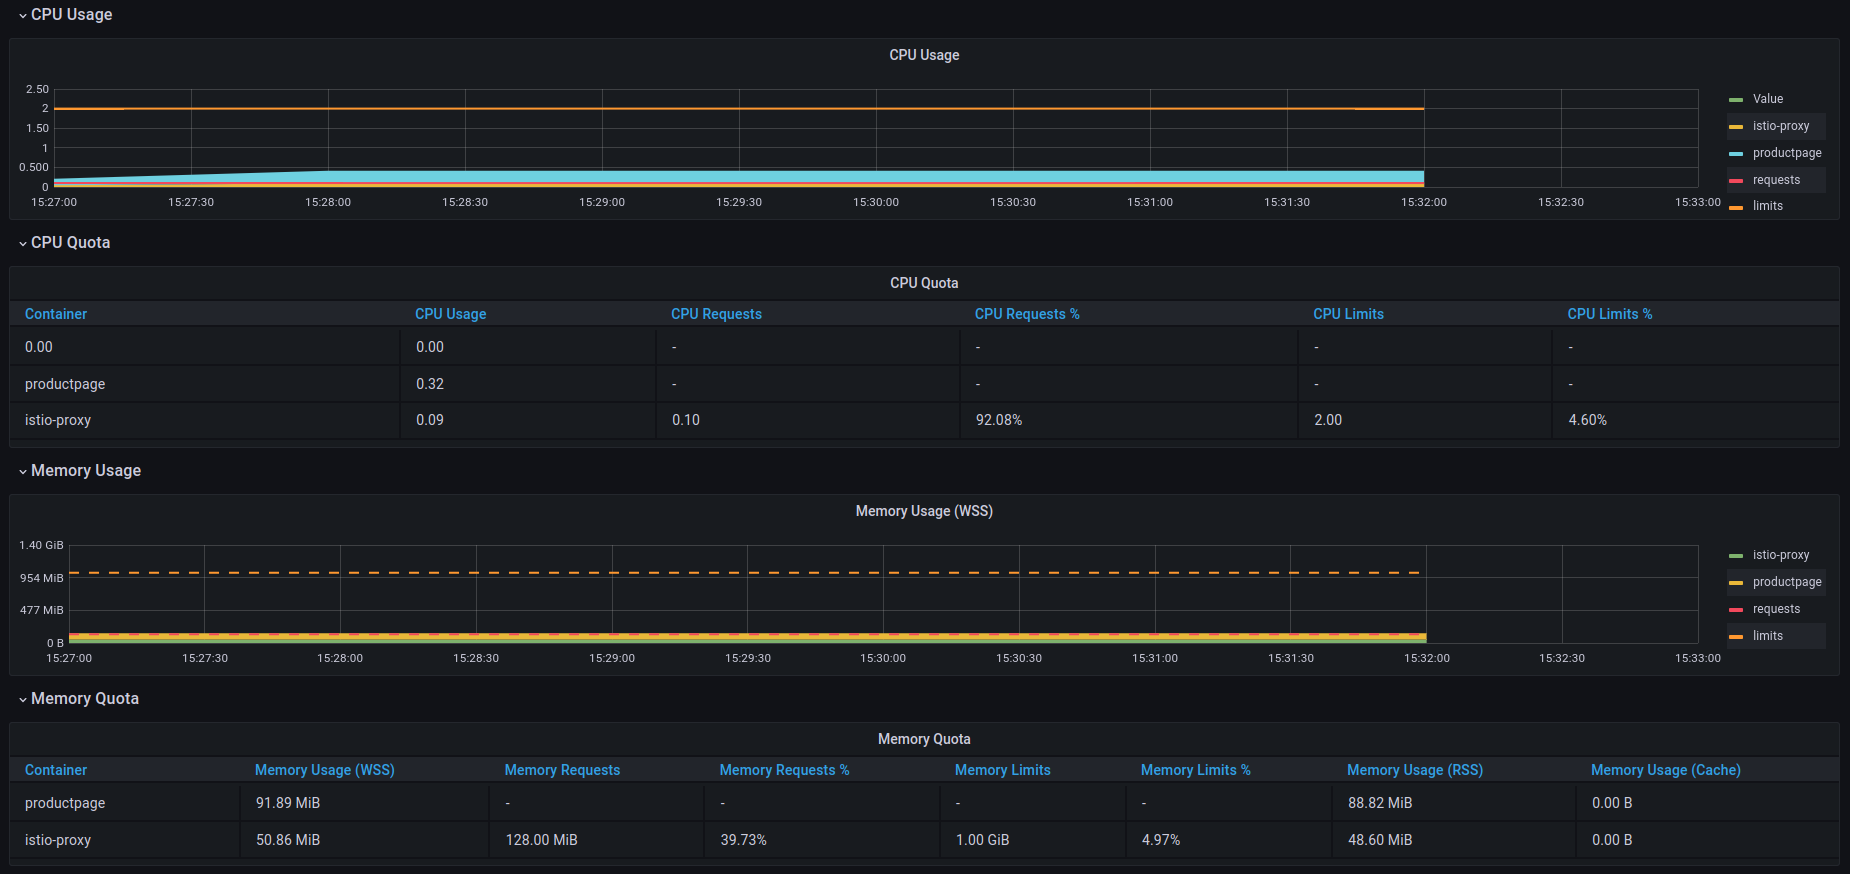 CPU Usage
CPU Usage
2.50
2
1.50
1
0.500
0
15:27:00 15:27:30 15:28:00 15:28:30 15:29:00 15:29:30 15:30:00 15:30:30 15:31:00 15:31:30 15:32:00 15:32:30 15:33:00
Value
istio-proxy
productpage
requests
limits
CPU Quota
CPU Quota
Container CPU Usage CPU Requests CPU Requests % CPU Limits CPU Limits %
0.00 0.00 - - - -
productpage 0.32 - - - -
istio-proxy 0.09 0.10 92.08% 2.00 4.60%
Memory Usage
Memory Usage (WSS)
1.40 GiB
954 MiB
477 MiB
0 B
15:27:00 15:27:30 15:28:00 15:28:30 15:29:00 15:29:30 15:30:00 15:30:30 15:31:00 15:31:30 15:32:00 15:32:30 15:33:00
istio-proxy
productpage
requests
limits
Memory Quota
Memory Quota
Container Memory Usage (WSS) Memory Requests Memory Requests % Memory Limits Memory Limits % Memory Usage (RSS) Memory Usage (Cache)
productpage 91.89 MiB - - - - 88.82 MiB 0.00 B
istio-proxy 50.86 MiB 128.00 MiB 39.73% 1.00 GiB 4.97% 48.60 MiB 0.00 B